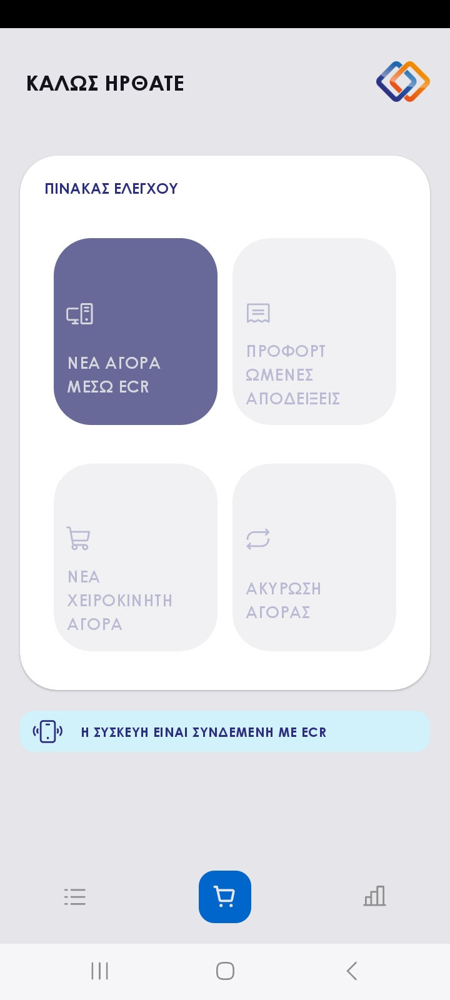 ΚΑΛΩΣ ΗΡΘΑΤΕ
ΠΙΝΑΚΑΣ ΕΛΕΓΧΟΥ
ΝΕΑ ΑΓΟΡΑ
ΜΕΣΩ ECR
ΠΡΟΦΟΡΤ
ΩΜΕΝΕΣ
ΑΠΟΔΕΙΞΕΙΣ
ΝΕΑ
ΧΕΙΡΟΚΙΝΗΤΗ
ΑΓΟΡΑ
ΑΚΥΡΩΣΗ
ΑΓΟΡΑΣ
Η ΣΥΣΚΕΥΗ ΕΙΝΑΙ ΣΥΝΔΕΜΕΝΗ ΜΕ ECR